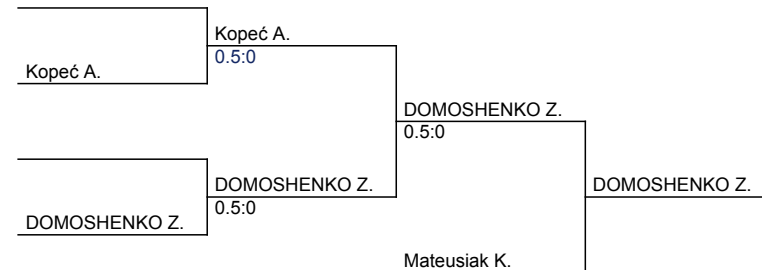 Kopeć A.
0.5:0
Kopeć A.
DOMOSHENKO Z.
0.5:0
DOMOSHENKO Z.
0.5:0
DOMOSHENKO Z.
DOMOSHENKO Z.
Mateusiak K.